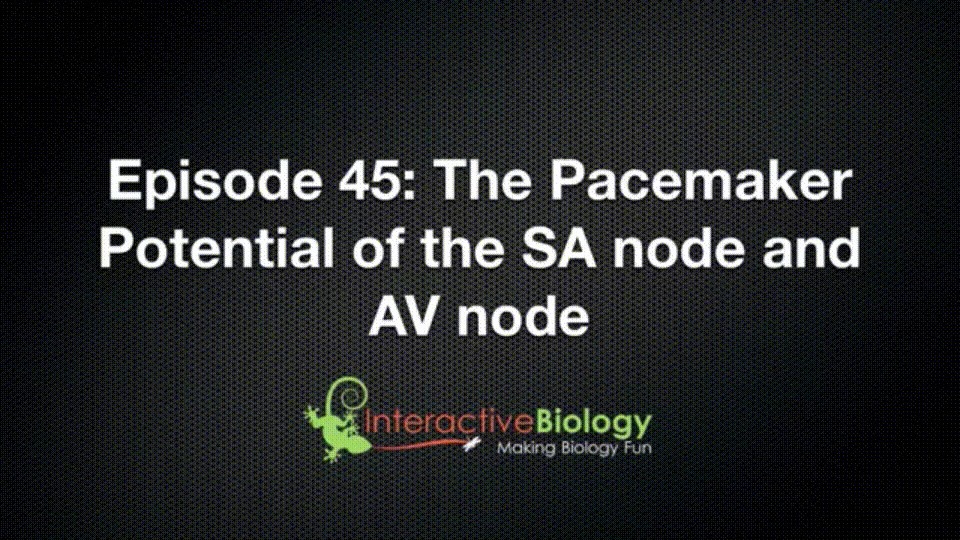 Episode 45: The Pacemaker
Potential of the SA node and
AV node
InteractiveBiology
Making Biology Fun